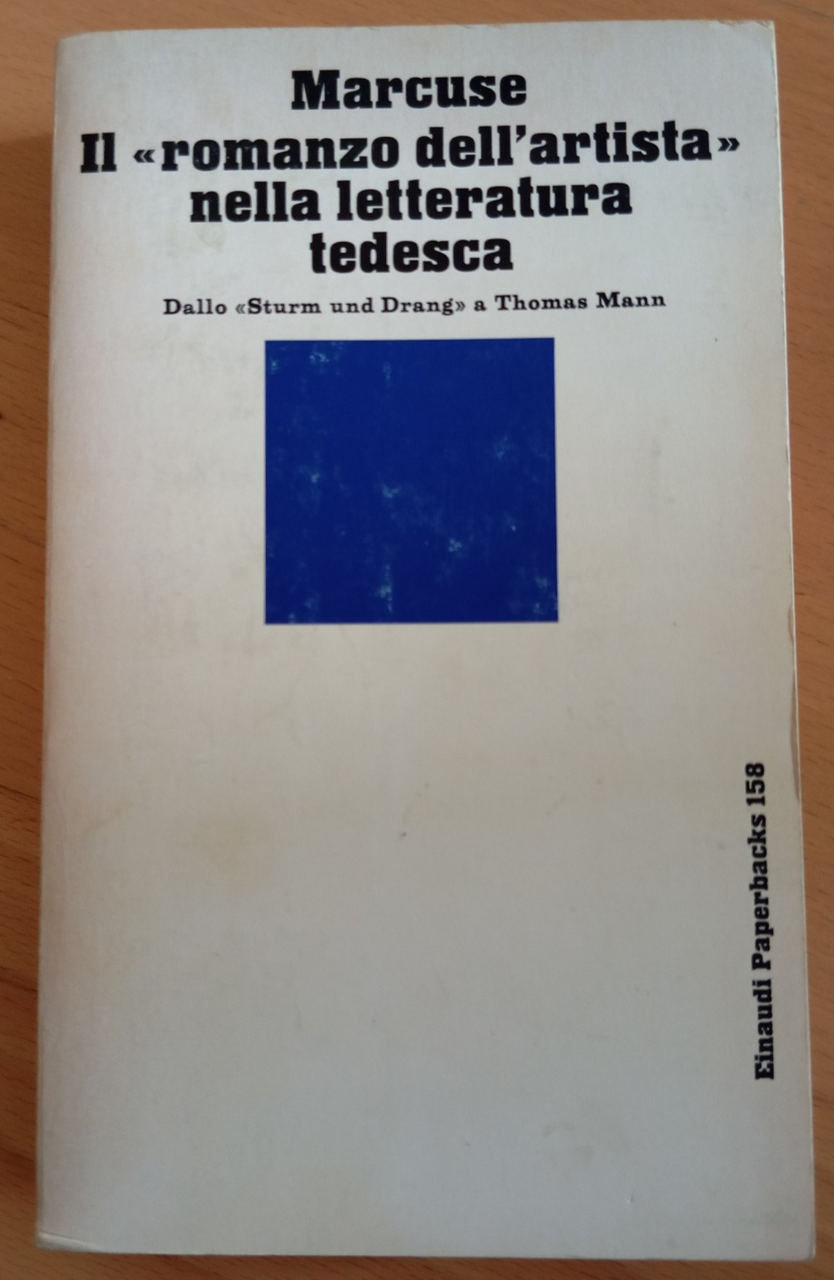 Marcuse
Il «romanzo dell'artista»
nella letteratura
tedesca
Dallo «Sturm und Drang» a Thomas Mann
Einaudi Paperbacks 158